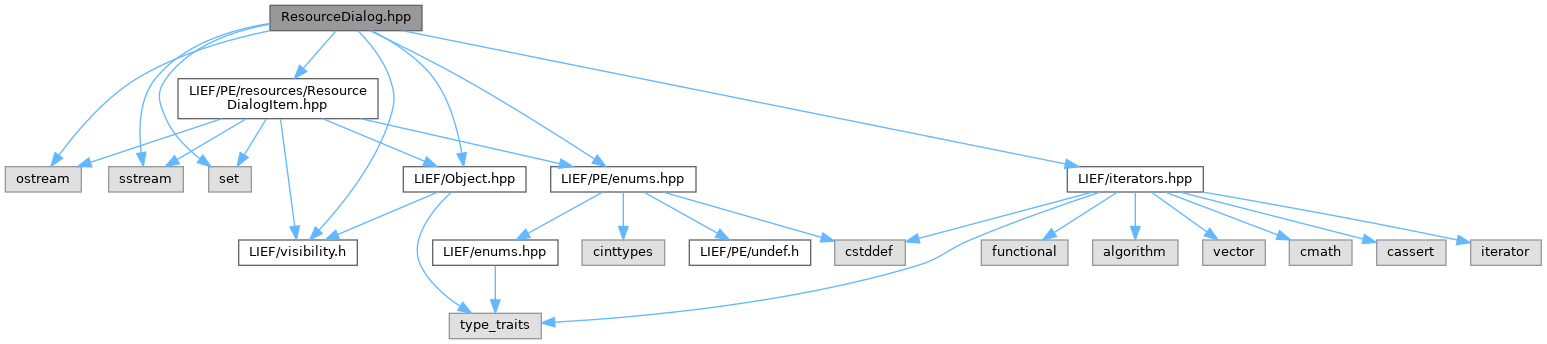 ResourceDialog.hpp
LIEF/PE/resources/Resource
DialogItem.hpp
ostream
sstream
set
LIEF/Object.hpp
LIEF/PE/enums.hpp
LIEF/iterators.hpp
LIEF/visibility.h
LIEF/enums.hpp
cinttypes
LIEF/PE/undef.h
cstddef
functional
algorithm
vector
cmath
cassert
iterator
type_traits